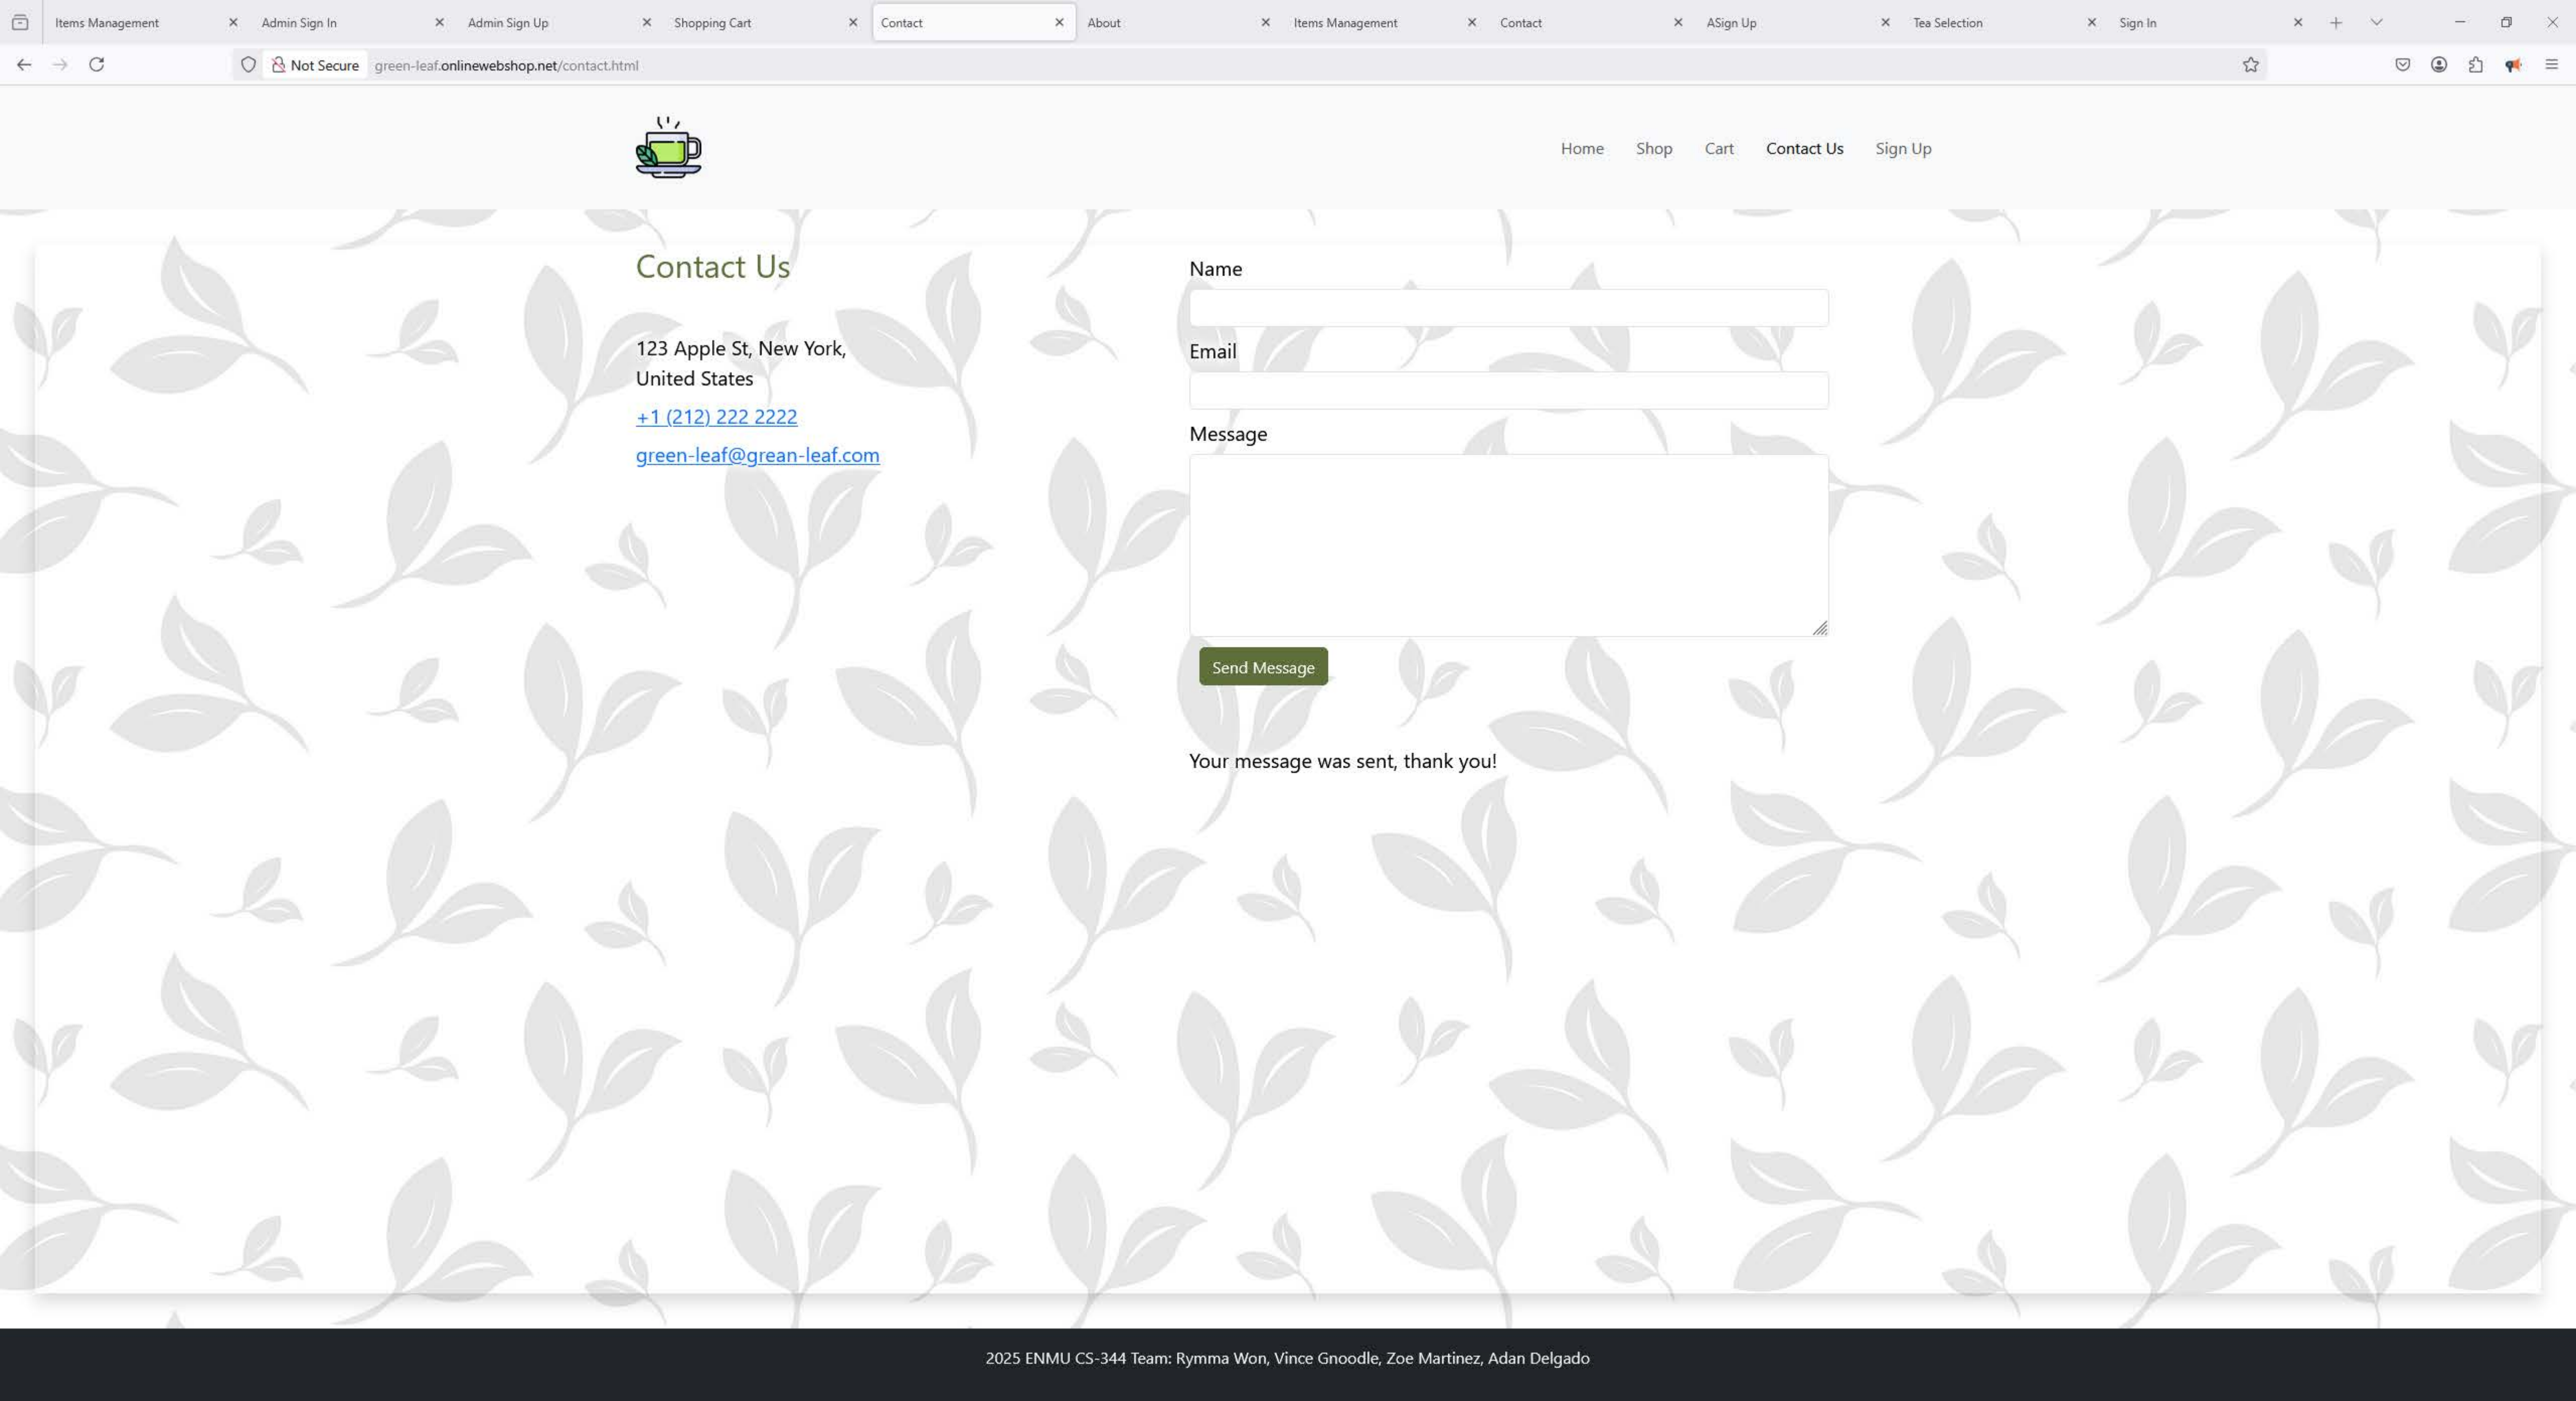 Items Management
Admin Sign In
Admin Sign Up
Shopping Cart
Contact
About
Items Management
Contact
ASign Up
Tea Selection
Sign In
Not Secure
green-leaf.onlinewebshop.net/contact.html
Home
Shop
Cart
Contact Us
Sign Up
Contact Us
123 Apple St, New York,
United States
+1 (212) 222 2222
green-leaf@grean-leaf.com
Name
Email
Message
Send Message
Your message was sent, thank you!
2025 ENMU CS-344 Team: Rymma Won, Vince Gnoodle, Zoe Martinez, Adan Delgado